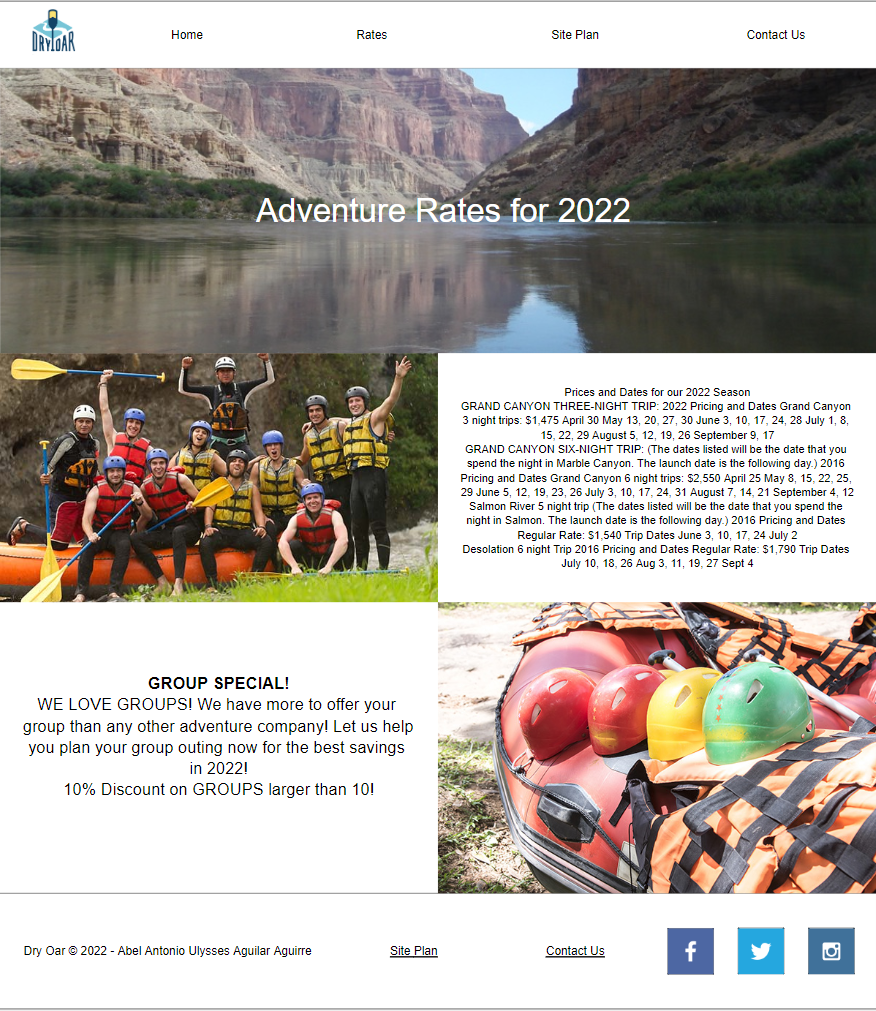 DRY OAR
Home
Rates
Site Plan
Contact Us
Adventure Rates for 2022
Prices and Dates for our 2022 Season
GRAND CANYON THREE-NIGHT TRIP: 2022 Pricing and Dates Grand Canyon
3 night trips: $1,475 April 30 May 13, 20, 27, 30 June 3, 10, 17, 24, 28 July 1, 8,
15, 22, 29 August 5, 12, 19, 26 September 9, 17
GRAND CANYON SIX-NIGHT TRIP: (The dates listed will be the date that you
spend the night in Marble Canyon. The launch date is the following day.) 2016
Pricing and Dates Grand Canyon 6 night trips: $2,550 April 25 May 8, 15, 22, 25,
29 June 5, 12, 19, 23, 26 July 3, 10, 17, 24, 31 August 7, 14, 21 September 4, 12
Salmon River 5 night trip (The dates listed will be the date that you spend the
night in Salmon. The launch date is the following day.) 2016 Pricing and Dates
Regular Rate: $1,540 Trip Dates June 3, 10, 17, 24 July 2
Desolation 6 night Trip 2016 Pricing and Dates Regular Rate: $1,790 Trip Dates
July 10, 18, 26 Aug 3, 11, 19, 27 Sept 4
GROUP SPECIAL!
WE LOVE GROUPS! We have more to offer your
group than any other adventure company! Let us help
you plan your group outing now for the best savings
in 2022!
10% Discount on GROUPS larger than 10!
Dry Oar © 2022 - Abel Antonio Ulysses Aguilar Aguirre
Site Plan
Contact Us